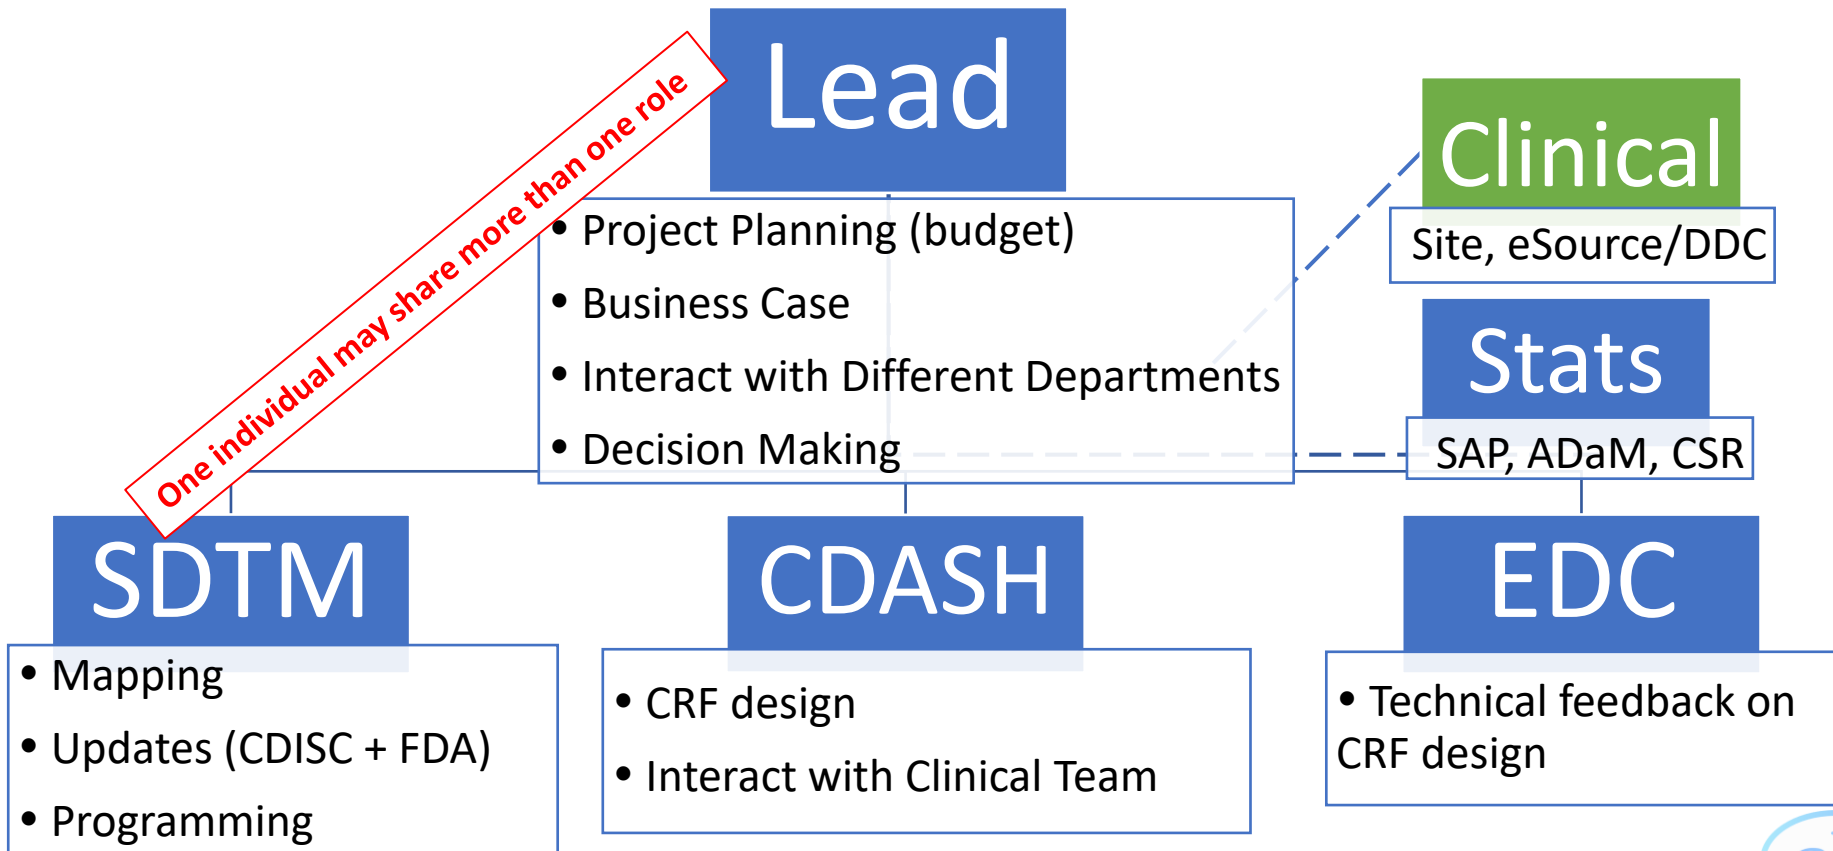 Lead
One individual may share more than one role
• Project Planning (budget)
• Business Case
• Interact with Different Departments
• Decision Making
Clinical
Site, eSource/DDC
Stats
SAP, ADaM, CSR
SDTM
• Mapping
• Updates (CDISC + FDA)
• Programming
CDASH
• CRF design
• Interact with Clinical Team
EDC
• Technical feedback on
CRF design